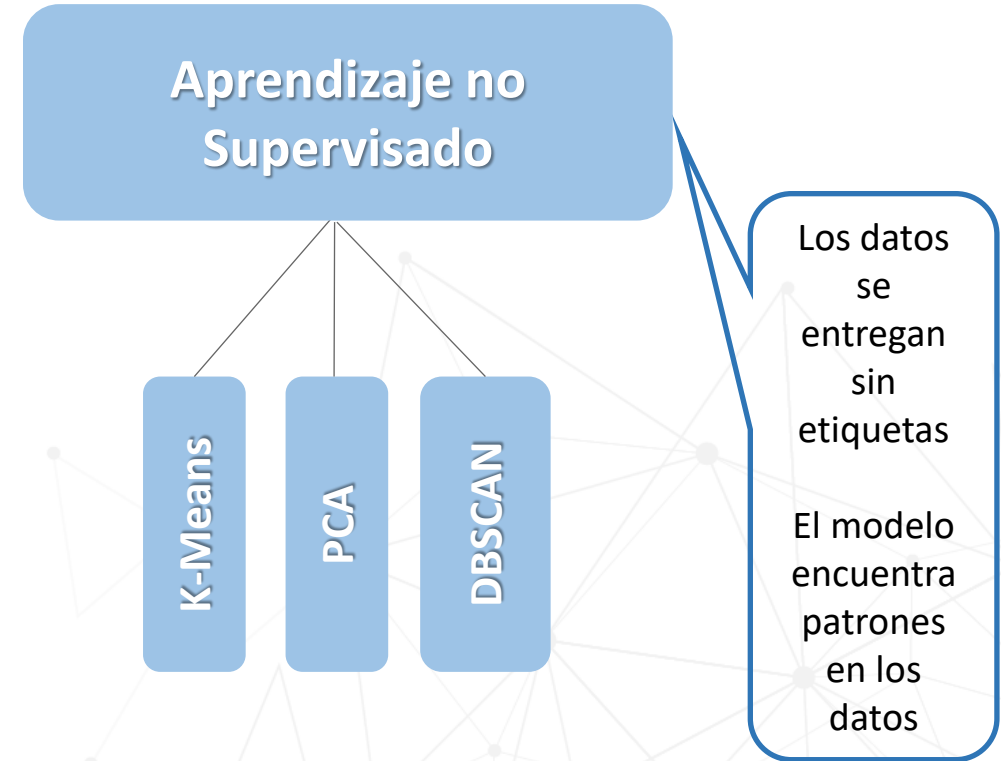 Aprendizaje no
Supervisado
Los datos
se
entregan
sin
etiquetas
El modelo
encuentra
patrones
en los
datos
K-Means
PCA
DBSCAN